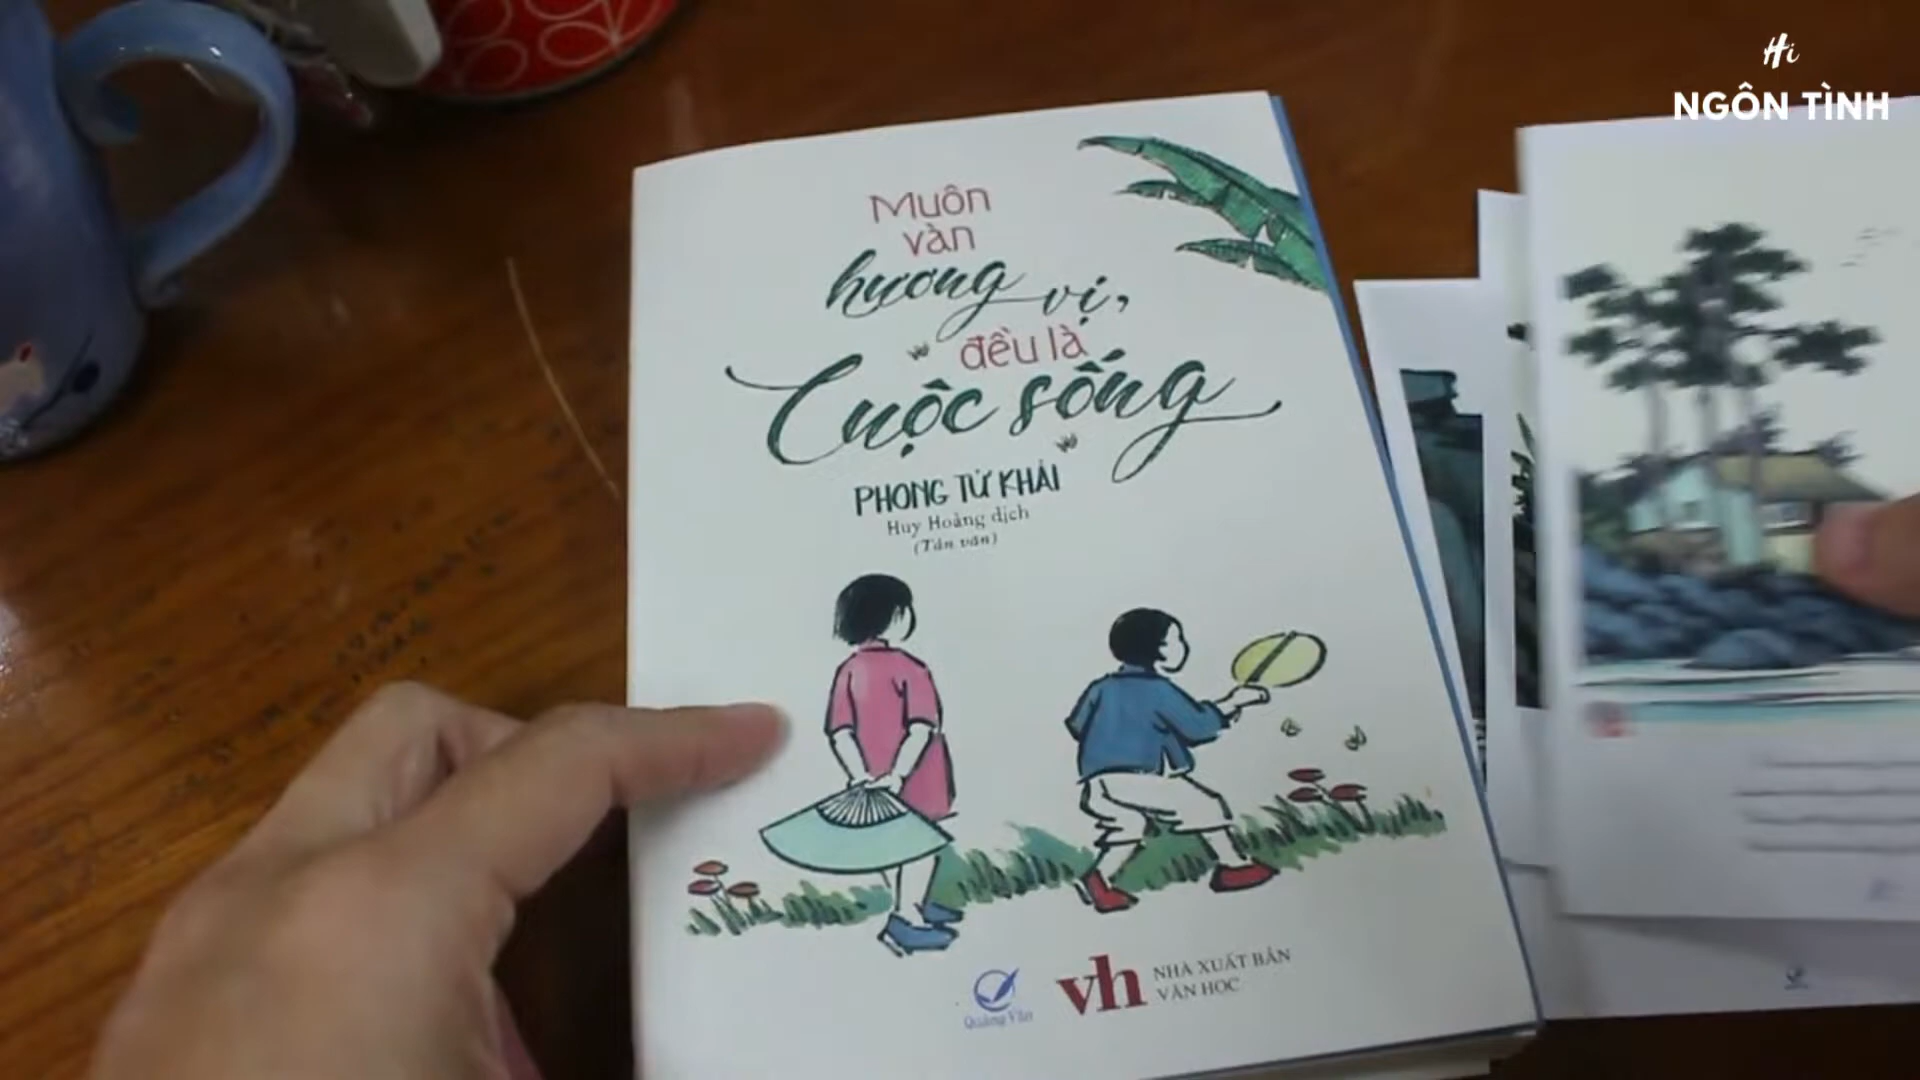 Hi
NGÔN TÌNH
Muôn
vàn
hương vị,
đều là
Cuộc sống
PHONG TỬ KHẢI
Huy Hoàng dịch
(Tản văn)
Quảng Văn
vh
NHÀ XUẤT BẢN
VĂN HỌC